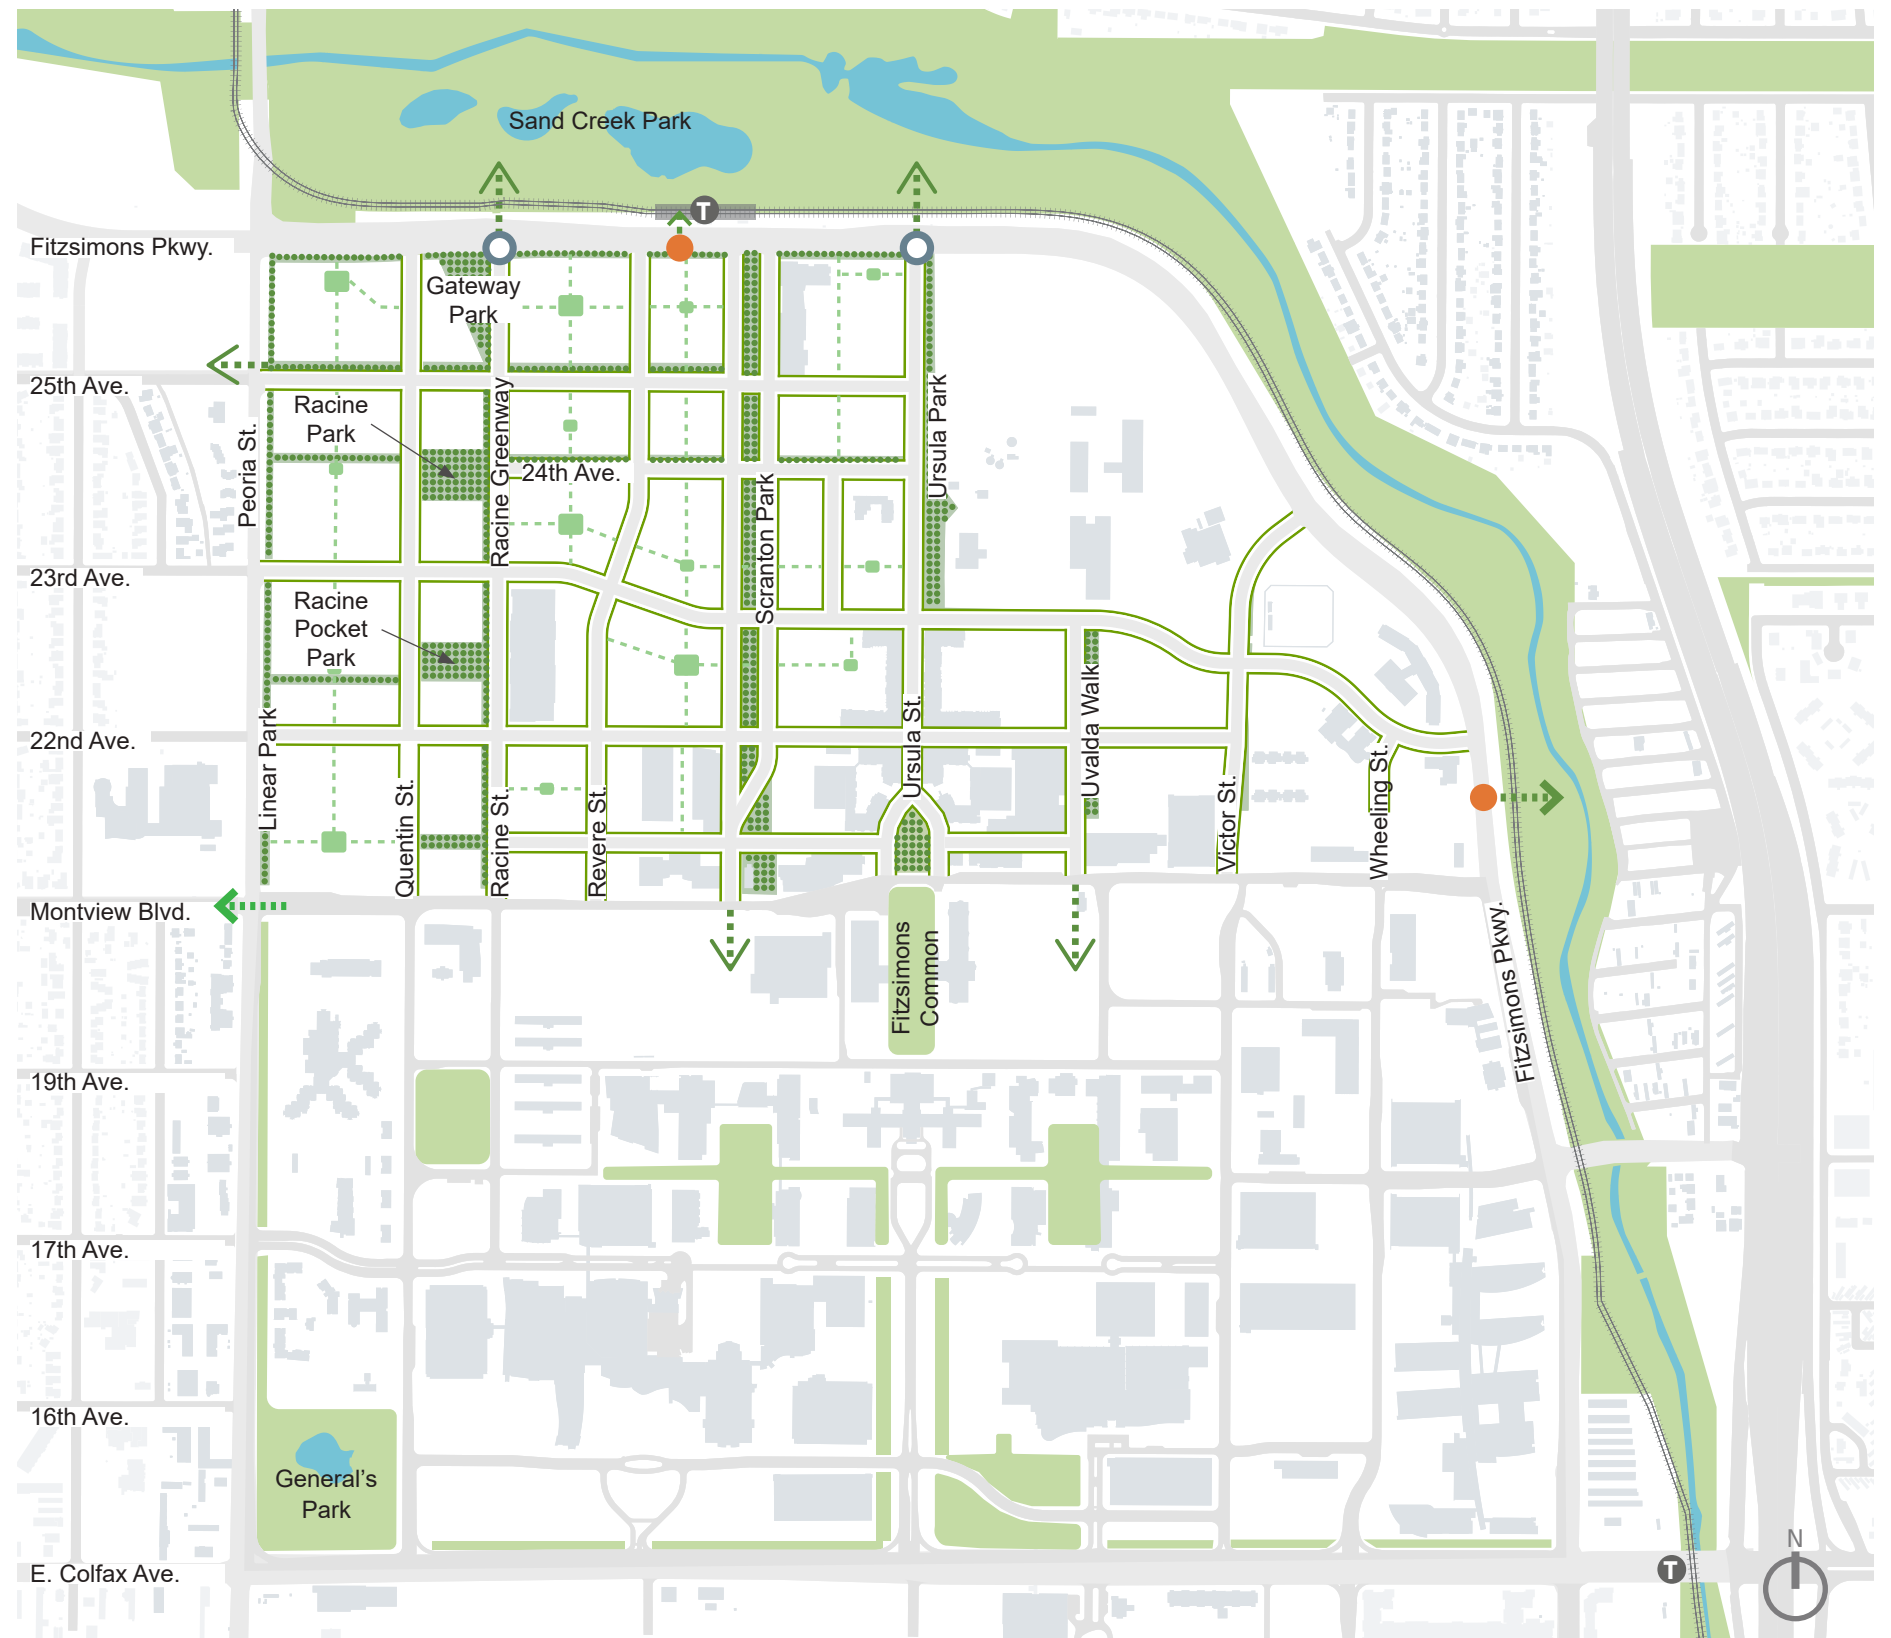 Sand Creek Park
T
Fitzsimons Pkwy.
Gateway
Park
25th Ave.
Racine
Park
Peoria St.
Racine Greenway
24th Ave.
Scranton Park
Ursula Park
23rd Ave.
Racine
Pocket
Park
22nd Ave.
Linear Park
Quentin St.
Racine St.
Revere St.
Ursula St.
Uvalda Walk
Victor St.
Wheeling St.
Montview Blvd.
Fitzsimons
Common
Fitzsimons Pkwy.
19th Ave.
17th Ave.
16th Ave.
General's
Park
E. Colfax Ave.
T
N